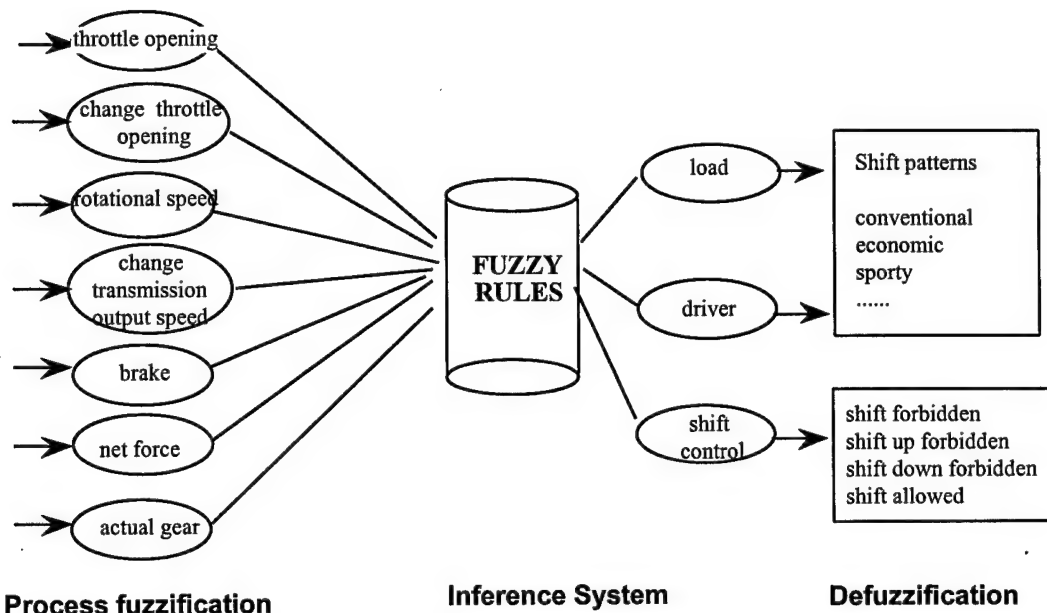 throttle opening
change throttle
opening
rotational speed
change
transmission
output speed
brake
net force
actual gear
FUZZY
RULES
load
driver
shift
control
Shift patterns
conventional
economic
sporty
......
shift forbidden
shift up forbidden
shift down forbidden
shift allowed
Process fuzzification
Inference System
Defuzzification